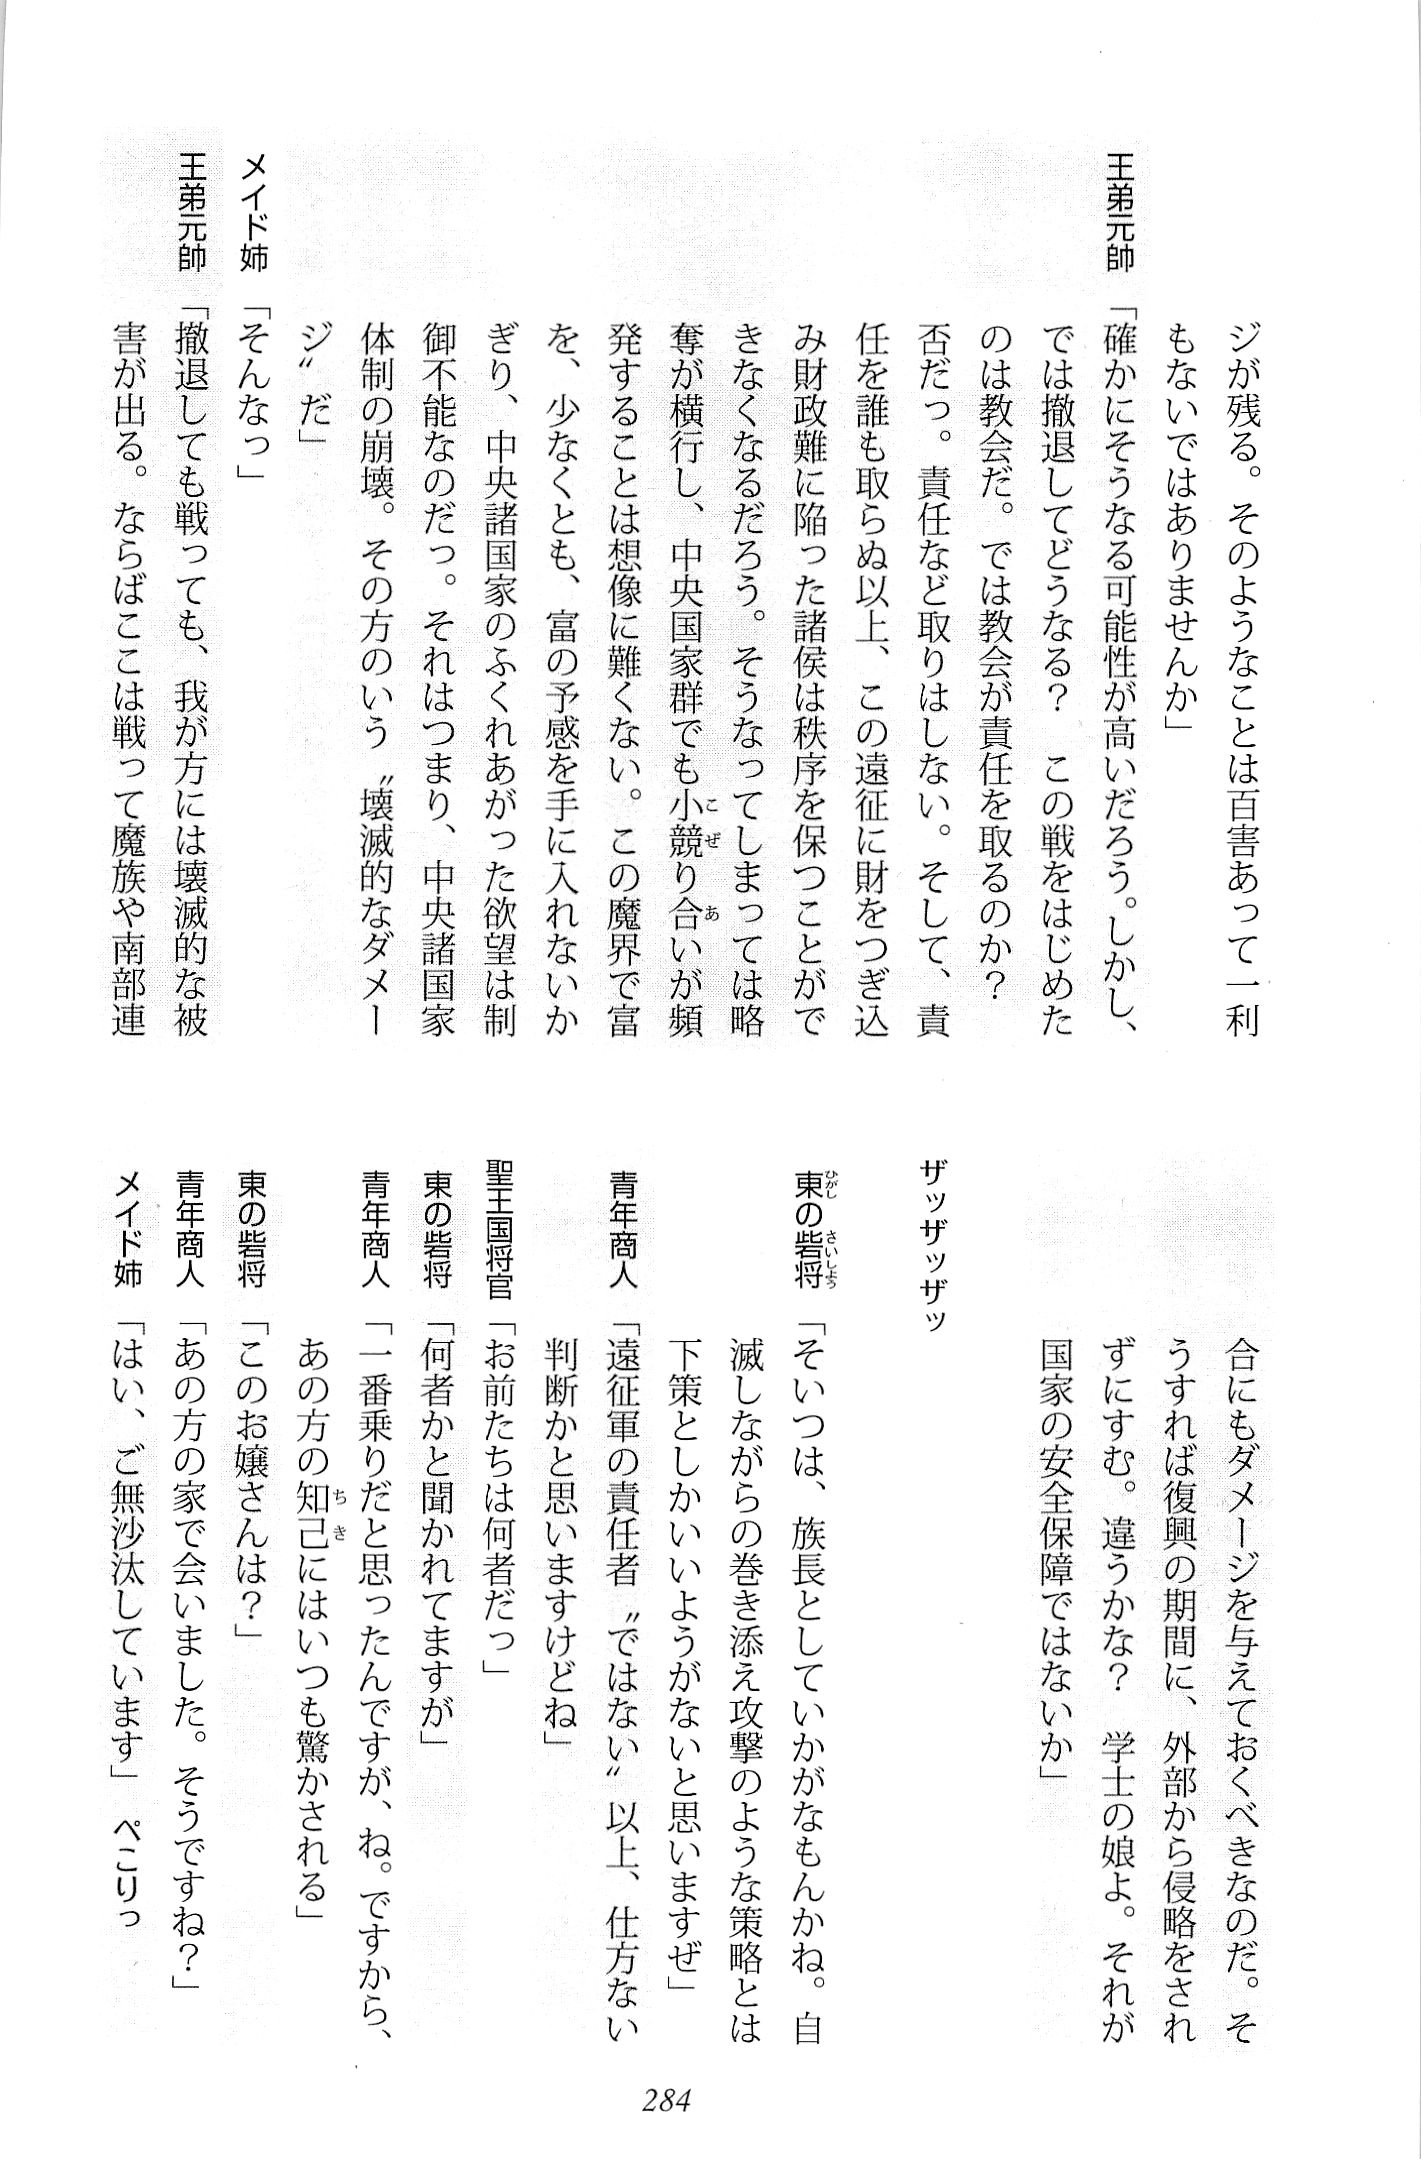 ジが残る。そのようなことは百害あって一利
もないではありませんか」
王弟元帥「確かにそうなる可能性が高いだろう。しかし、
では撤退してどうなる？　この戦をはじめた
のは教会だ。では教会が責任を取るのか？
否だっ。責任など取りはしない。そして、責
任を誰も取らぬ以上、この遠征に財をつぎ込
み財政難に陥った諸侯は秩序を保つことがで
きなくなるだろう。そうなってしまっては略
奪が横行し、中央国家群でも小競り合いが頻
発することは想像に難くない。この魔界で富
を、少なくとも、富の予感を手に入れないか
ぎり、中央諸国家のふくれあがった欲望は制
御不能なのだっ。それはつまり、中央諸国家
体制の崩壊。その方のいう〝壊滅的なダメー
ジ〟だ」
メイド姉「そんなっ」
王弟元帥「撤退しても戦っても、我が方には壊滅的な被
害が出る。ならばここは戦って魔族や南部連
合にもダメージを与えておくべきなのだ。そ
うすれば復興の期間に、外部から侵略をされ
ずにすむ。違うかな？　学士の娘よ。それが
国家の安全保障ではないか」
ザッザッザッ
東の砦将「そいつは、族長としていかがなもんかね。自
滅しながらの巻き添え攻撃のような策略とは
下策としかいいようがないと思いますぜ」
青年商人「遠征軍の責任者〝ではない〟以上、仕方ない
判断かと思いますけどね」
聖王国将官「お前たちは何者だっ」
東の砦将「何者かと聞かれてますが」
青年商人「一番乗りだと思ったんですが、ね。ですから、
あの方の知己にはいつも驚かされる」
東の砦将「このお嬢さんは？」
青年商人「あの方の家で会いました。そうですね？」
メイド姉「はい、ご無沙汰しています」　ぺこりっ
284